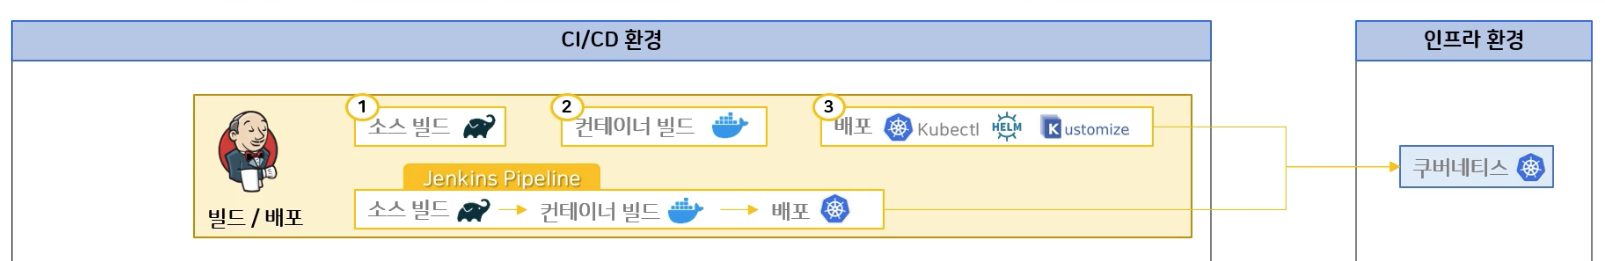 CI/CD 환경
인프라 환경
1
소스 빌드
2
컨테이너 빌드
3
배포 Kubectl HELM Kustomize
쿠버네티스
Jenkins Pipeline
소스 빌드 컨테이너 빌드 배포
빌드 / 배포